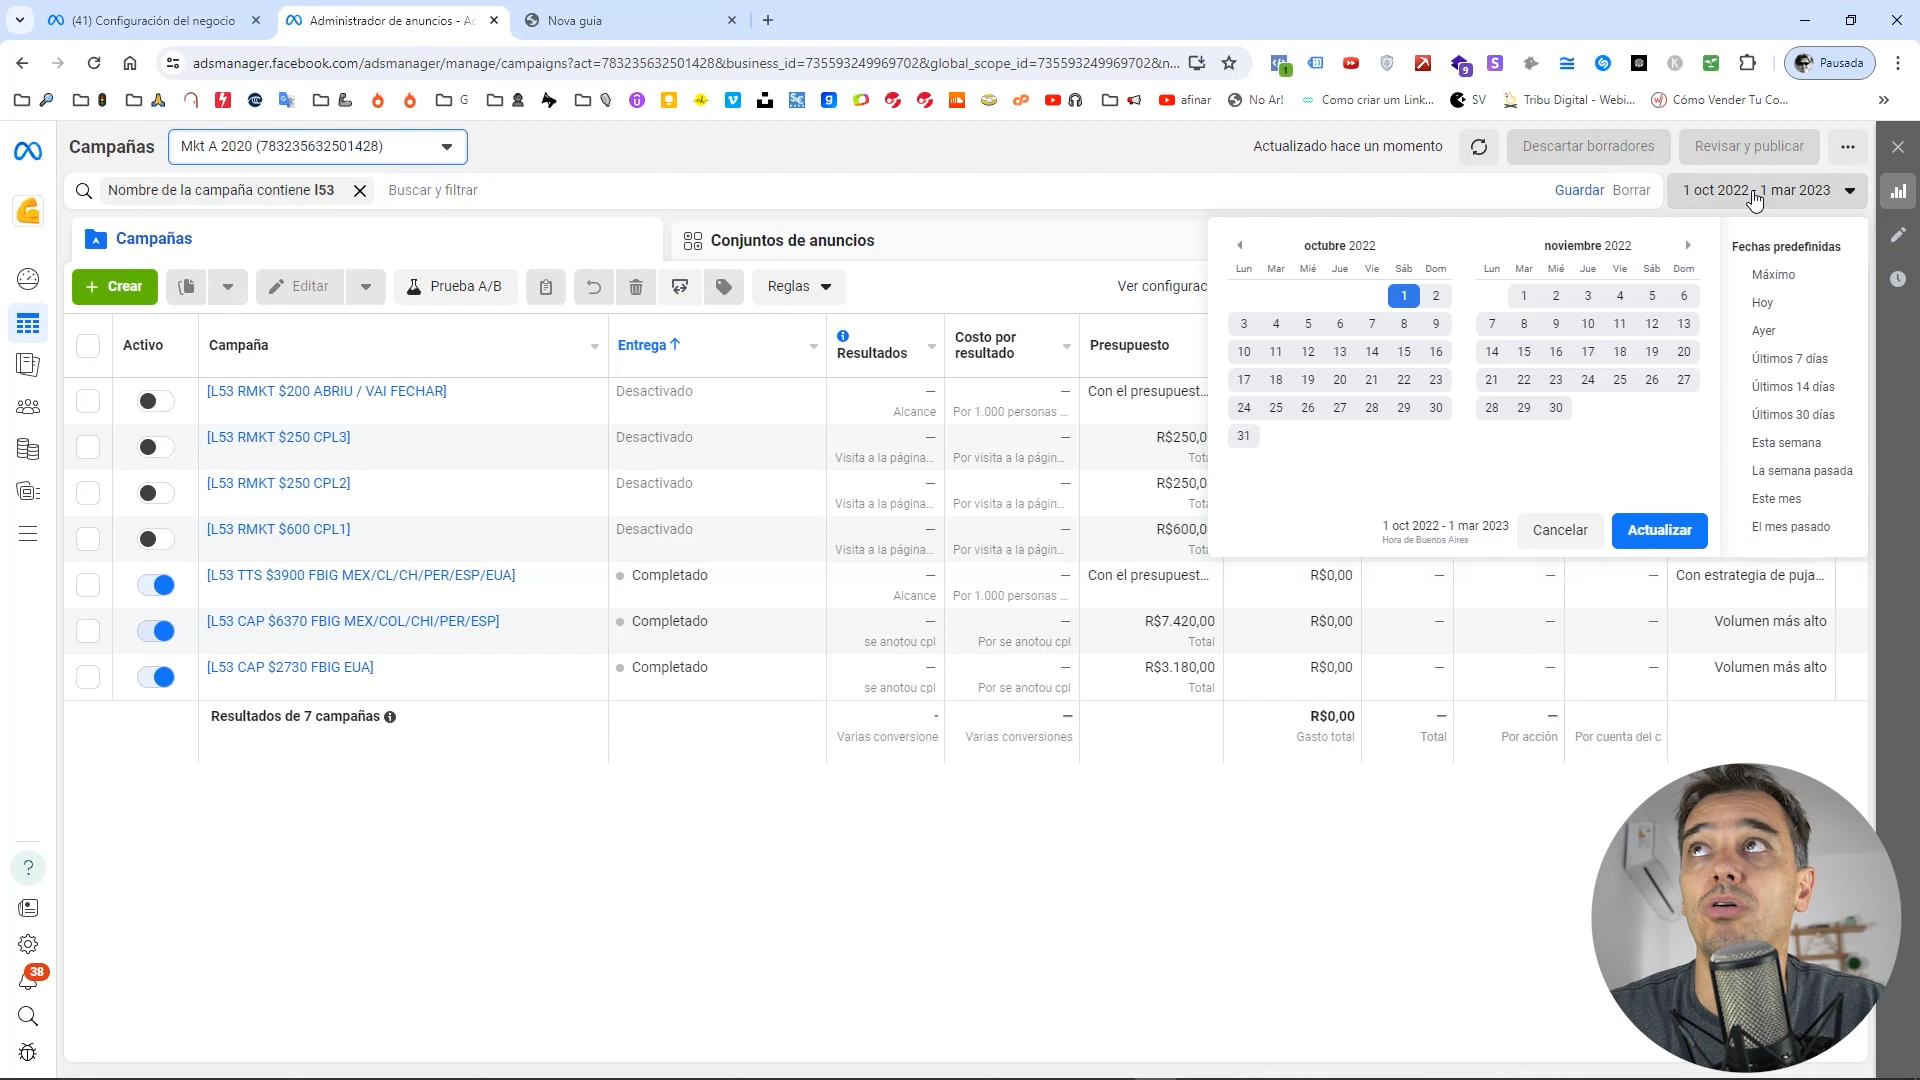 (41) Configuración del negocio
Administrador de anuncios - Ad
Nova guia
adsmanager.facebook.com/adsmanager/manage/campaigns?act=783235632501428&business_id=735593249969702&global_scope_id=735593249969702&n...
1
9
Pausada
G
afinar
No Ar!
Como criar um Link...
SV
Tribu Digital - Webi...
Cómo Vender Tu Co...
Campañas
Mkt A 2020 (783235632501428)
Actualizado hace un momento
Descartar borradores
Revisar y publicar
Nombre de la campaña contiene l53
Buscar y filtrar
Guardar
Borrar
1 oct 2022 - 1 mar 2023
Campañas
Conjuntos de anuncios
+ Crear
Editar
Prueba A/B
Reglas
Ver configurac
octubre 2022
noviembre 2022
Lun Mar Mié Jue Vie Sáb Dom
Lun Mar Mié Jue Vie Sáb Dom
1 2
1 2 3 4 5 6
3 4 5 6 7 8 9
7 8 9 10 11 12 13
10 11 12 13 14 15 16
14 15 16 17 18 19 20
17 18 19 20 21 22 23
21 22 23 24 25 26 27
24 25 26 27 28 29 30
28 29 30
31
1 oct 2022 - 1 mar 2023
Hora de Buenos Aires
Cancelar
Actualizar
Fechas predefinidas
Máximo
Hoy
Ayer
Últimos 7 días
Últimos 14 días
Últimos 30 días
Esta semana
La semana pasada
Este mes
El mes pasado
Activo
Campaña
Entrega ↑
Resultados
Costo por resultado
Presupuesto
[L53 RMKT $200 ABRIU / VAI FECHAR] Desactivado — — Con el presupuest...
Alcance Por 1.000 personas ...
[L53 RMKT $250 CPL3] Desactivado — — R$250,0
Visita a la página... Por visita a la págin... Tota
[L53 RMKT $250 CPL2] Desactivado — — R$250,0
Visita a la página... Por visita a la págin... Tota
[L53 RMKT $600 CPL1] Desactivado — — R$600,0
Visita a la página... Por visita a la págin... Tota
[L53 TTS $3900 FBIG MEX/CL/CH/PER/ESP/EUA] Completado — — Con el presupuest... R$0,00 — — — Con estrategia de puja...
Alcance Por 1.000 personas ...
[L53 CAP $6370 FBIG MEX/COL/CHI/PER/ESP] Completado — — R$7.420,00 R$0,00 — — — Volumen más alto
se anotou cpl Por se anotou cpl Total
[L53 CAP $2730 FBIG EUA] Completado — — R$3.180,00 R$0,00 — — — Volumen más alto
se anotou cpl Por se anotou cpl Total
Resultados de 7 campañas - — R$0,00 — —
Varias conversione Varias conversiones Gasto total Total Por acción Por cuenta del c
?
38